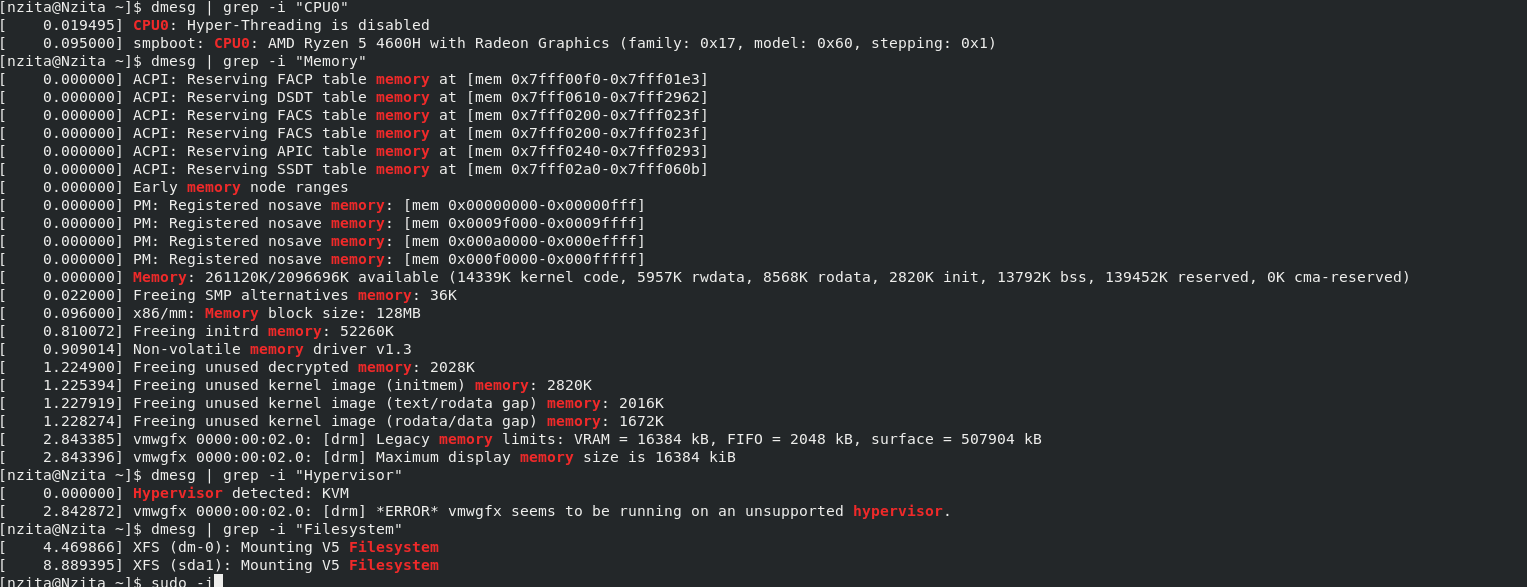 [nzita@Nzita ~]$ dmesg | grep -i "CPU0"
[    0.019495] CPU0: Hyper-Threading is disabled
[    0.095000] smpboot: CPU0: AMD Ryzen 5 4600H with Radeon Graphics (family: 0x17, model: 0x60, stepping: 0x1)
[nzita@Nzita ~]$ dmesg | grep -i "Memory"
[    0.000000] ACPI: Reserving FACP table memory at [mem 0x7fff00f0-0x7fff01e3]
[    0.000000] ACPI: Reserving DSDT table memory at [mem 0x7fff0610-0x7fff2962]
[    0.000000] ACPI: Reserving FACS table memory at [mem 0x7fff0200-0x7fff023f]
[    0.000000] ACPI: Reserving FACS table memory at [mem 0x7fff0200-0x7fff023f]
[    0.000000] ACPI: Reserving APIC table memory at [mem 0x7fff0240-0x7fff0293]
[    0.000000] ACPI: Reserving SSDT table memory at [mem 0x7fff02a0-0x7fff060b]
[    0.000000] Early memory node ranges
[    0.000000] PM: Registered nosave memory: [mem 0x00000000-0x00000fff]
[    0.000000] PM: Registered nosave memory: [mem 0x0009f000-0x0009ffff]
[    0.000000] PM: Registered nosave memory: [mem 0x000a0000-0x000effff]
[    0.000000] PM: Registered nosave memory: [mem 0x000f0000-0x000fffff]
[    0.000000] Memory: 261120K/2096696K available (14339K kernel code, 5957K rwdata, 8568K rodata, 2820K init, 13792K bss, 139452K reserved, 0K cma-reserved)
[    0.022000] Freeing SMP alternatives memory: 36K
[    0.096000] x86/mm: Memory block size: 128MB
[    0.810072] Freeing initrd memory: 52260K
[    0.909014] Non-volatile memory driver v1.3
[    1.224900] Freeing unused decrypted memory: 2028K
[    1.225394] Freeing unused kernel image (initmem) memory: 2820K
[    1.227919] Freeing unused kernel image (text/rodata gap) memory: 2016K
[    1.228274] Freeing unused kernel image (rodata/data gap) memory: 1672K
[    2.843385] vmwgfx 0000:00:02.0: [drm] Legacy memory limits: VRAM = 16384 kB, FIFO = 2048 kB, surface = 507904 kB
[    2.843396] vmwgfx 0000:00:02.0: [drm] Maximum display memory size is 16384 kiB
[nzita@Nzita ~]$ dmesg | grep -i "Hypervisor"
[    0.000000] Hypervisor detected: KVM
[    2.842872] vmwgfx 0000:00:02.0: [drm] *ERROR* vmwgfx seems to be running on an unsupported hypervisor.
[nzita@Nzita ~]$ dmesg | grep -i "Filesystem"
[    4.469866] XFS (dm-0): Mounting V5 Filesystem
[    8.889395] XFS (sda1): Mounting V5 Filesystem
[nzita@Nzita ~]$ sudo -i